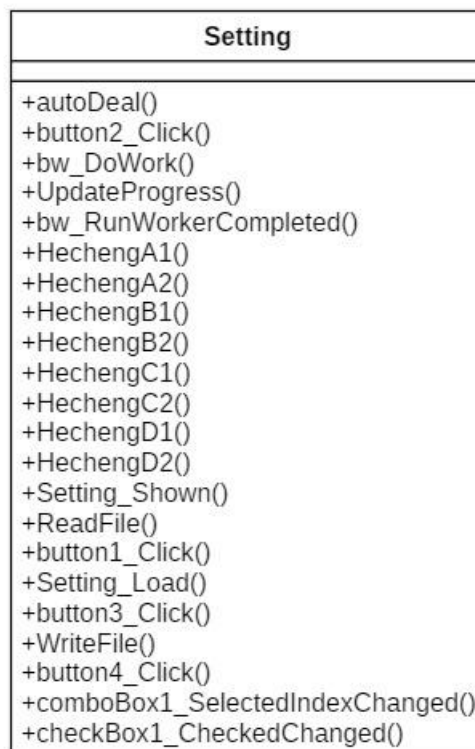 Setting
+autoDeal()
+button2_Click()
+bw_DoWork()
+UpdateProgress()
+bw_RunWorkerCompleted()
+HechengA1()
+HechengA2()
+HechengB1()
+HechengB2()
+HechengC1()
+HechengC2()
+HechengD1()
+HechengD2()
+Setting_Shown()
+ReadFile()
+button1_Click()
+Setting_Load()
+button3_Click()
+WriteFile()
+button4_Click()
+comboBox1_SelectedIndexChanged()
+checkBox1_CheckedChanged()